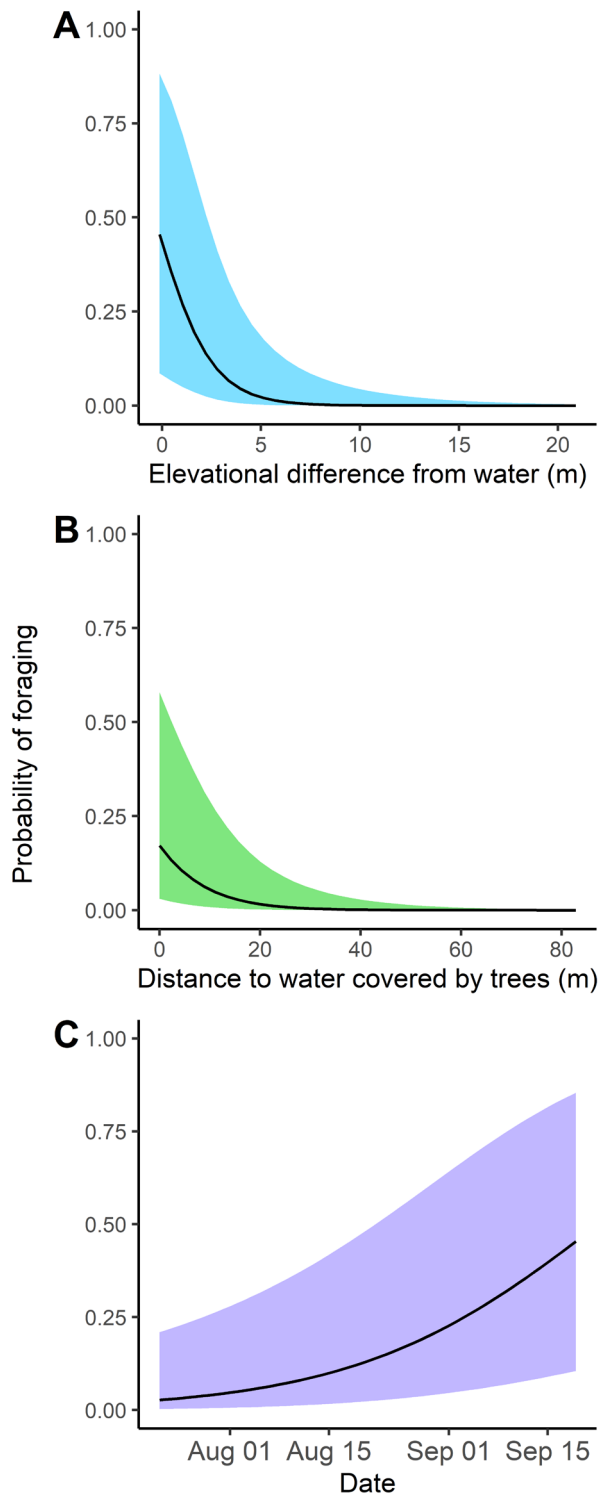 A
1.00
0.75
0.50
0.25
0.00
0 5 10 15 20
Elevational difference from water (m)
Probability of foraging
B
1.00
0.75
0.50
0.25
0.00
0 20 40 60 80
Distance to water covered by trees (m)
C
1.00
0.75
0.50
0.25
0.00
Aug 01 Aug 15 Sep 01 Sep 15
Date